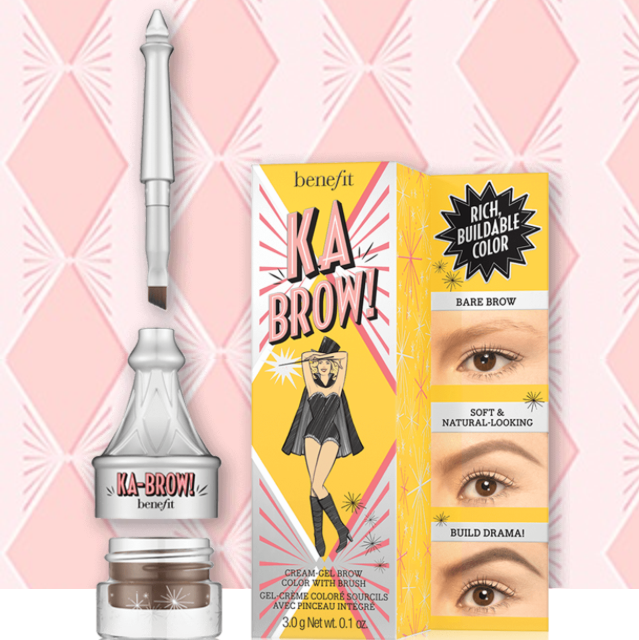 benefit
KA
BROW!
CREAM-GEL BROW
COLOR WITH BRUSH
GEL-CRÈME COLORÉ SOURCILS
AVEC PINCEAU INTÉGRÉ
3.0 g Net wt. 0.1 oz.
RICH,
BUILDABLE
COLOR
BARE BROW
SOFT &
NATURAL-LOOKING
BUILD DRAMA!
KA-BROW!
benefit